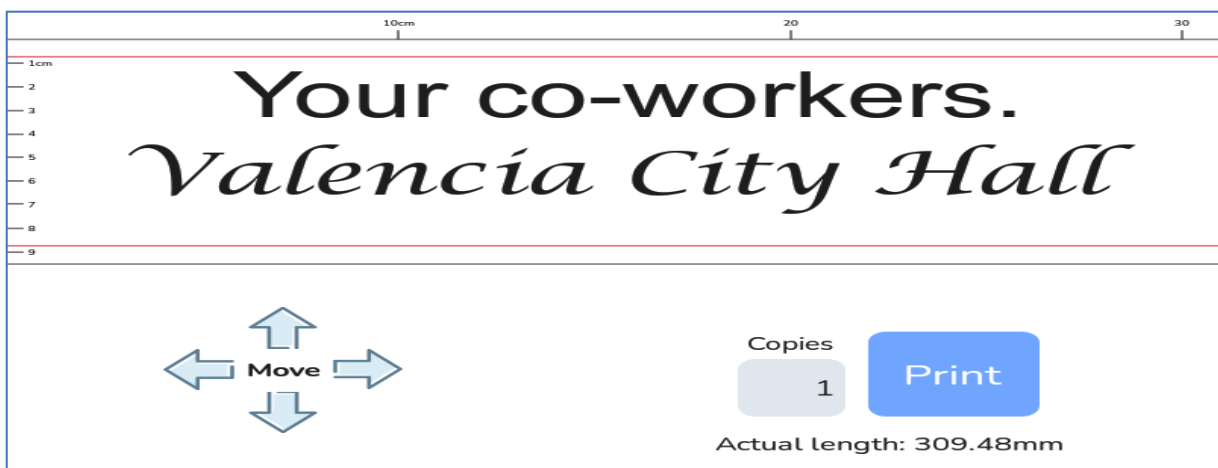 10cm 20 30
1cm
2
3
4
5
6
7
8
9
Your co-workers.
Valencia City Hall
Move
Copies
1
Print
Actual length: 309.48mm